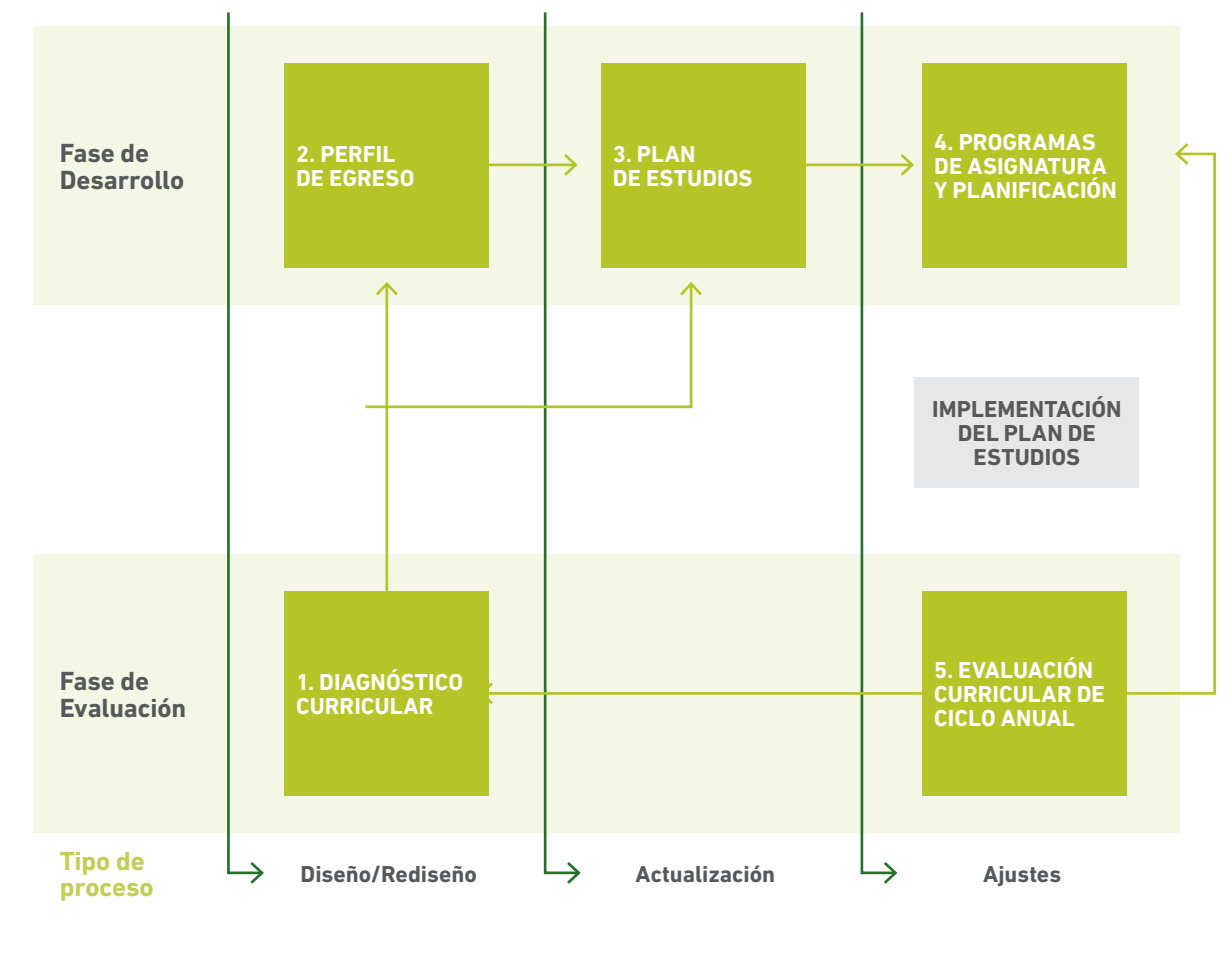 Fase de
Desarrollo
2. PERFIL
DE EGRESO
3. PLAN
DE ESTUDIOS
4. PROGRAMAS
DE ASIGNATURA
Y PLANIFICACIÓN
IMPLEMENTACIÓN
DEL PLAN DE
ESTUDIOS
Fase de
Evaluación
1. DIAGNÓSTICO
CURRICULAR
5. EVALUACIÓN
CURRICULAR DE
CICLO ANUAL
Tipo de
proceso
Diseño/Rediseño
Actualización
Ajustes